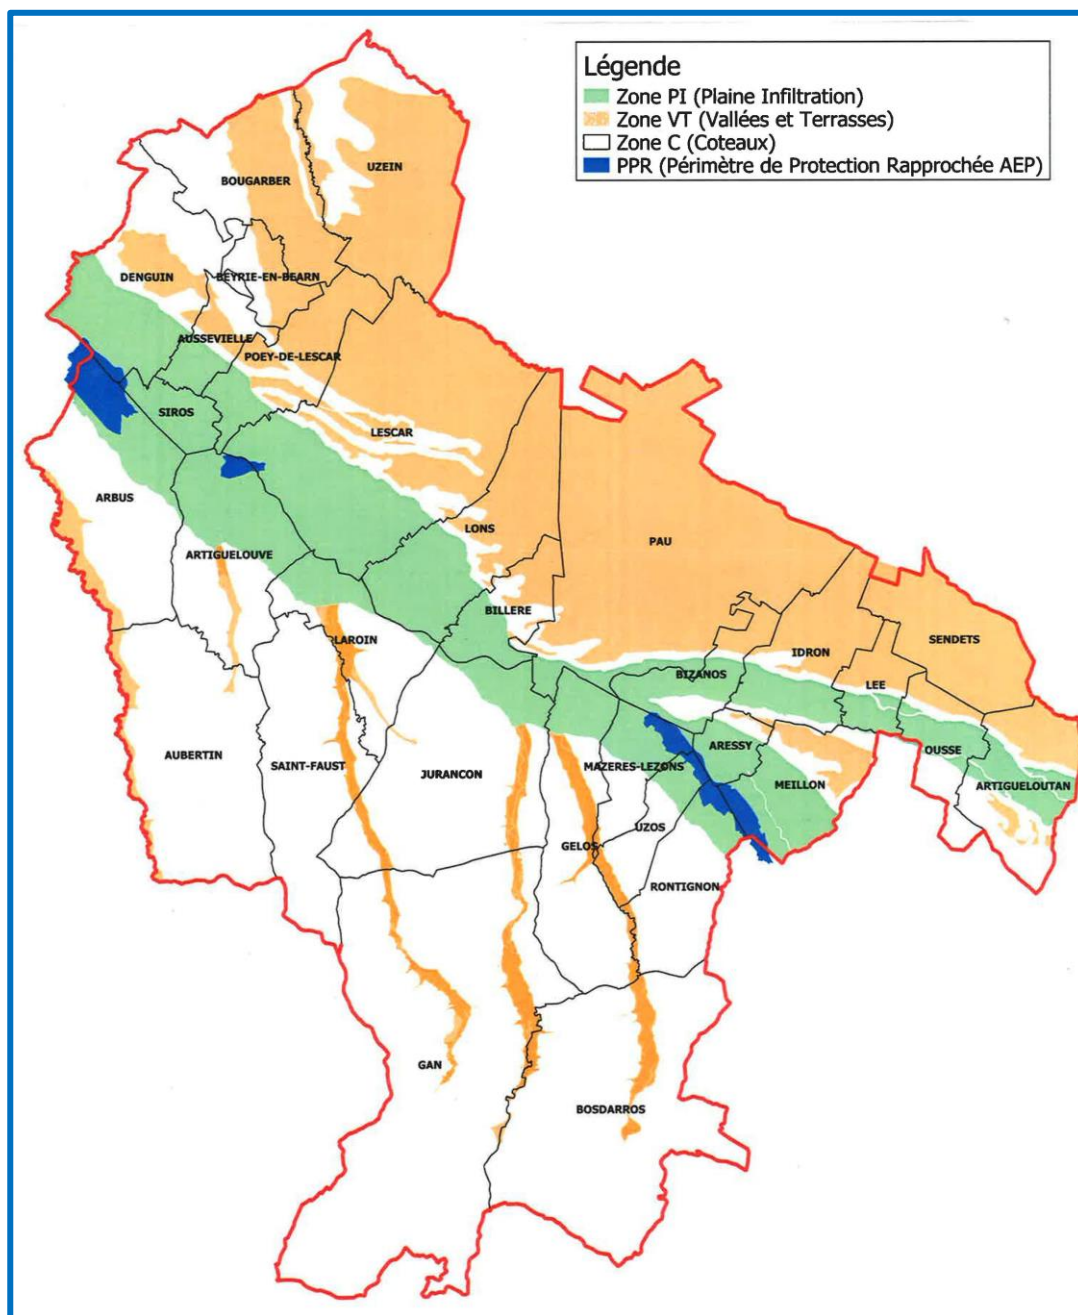 Légende
Zone PI (Plaine Infiltration)
Zone VT (Vallées et Terrasses)
Zone C (Coteaux)
PPR (Périmètre de Protection Rapprochée AEP)
UZEIN
BOUGARBER
DENGUIN
BEYRIE-EN-BEARN
AUSSEVIELLE
POEY-DE-LESCAR
SIROS
LESCAR
ARBUS
LONS
PAU
ARTIGUELOUVE
BILLERE
LAROIN
SENDETS
IDRON
BIZANOS
LEE
AUBERTIN
SAINT-FAUST
JURANCON
MAZERES-LEZONS
ARESSY
OUSSE
MEILLON
ARTIGUELOUTAN
UZOS
GELOS
RONTIGNON
GAN
BOSDARROS